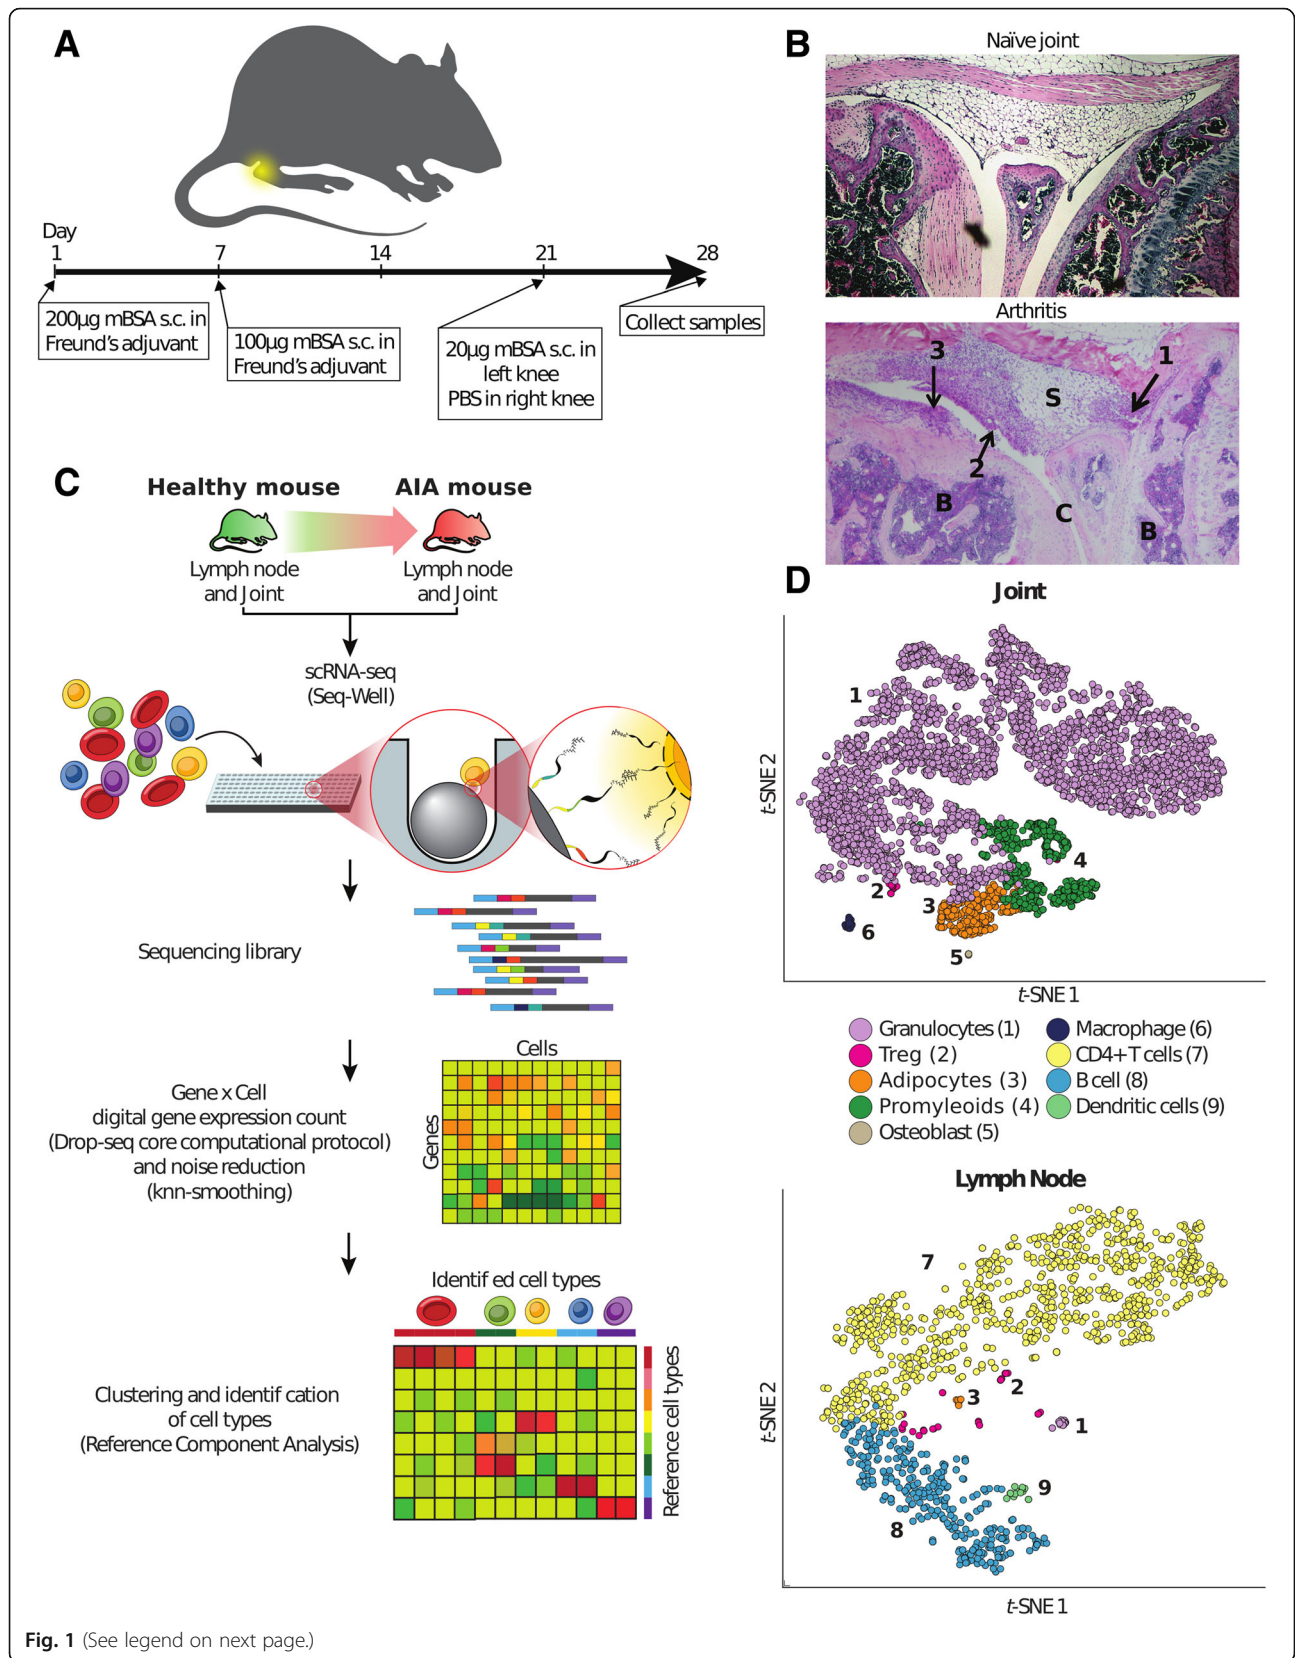 A
Day
1
7
14
21
28
200µg mBSA s.c. in
Freund's adjuvant
100µg mBSA s.c. in
Freund's adjuvant
20µg mBSA s.c. in
left knee
PBS in right knee
Collect samples
B
Naïve joint
Arthritis
3
1
S
2
B
C
B
C
Healthy mouse
AIA mouse
Lymph node
and Joint
Lymph node
and Joint
scRNA-seq
(Seq-Well)
Sequencing library
Gene x Cell
digital gene expression count
(Drop-seq core computational protocol)
and noise reduction
(knn-smoothing)
Cells
Genes
Identif ed cell types
Clustering and identif cation
of cell types
(Reference Component Analysis)
Reference cell types
D
Joint
t-SNE 2
1
2
3
4
5
6
t-SNE 1
Granulocytes (1)
Treg (2)
Adipocytes (3)
Promyleoids (4)
Osteoblast (5)
Macrophage (6)
CD4+ T cells (7)
B cell (8)
Dendritic cells (9)
Lymph Node
t-SNE 2
7
2
3
1
9
8
t-SNE 1
Fig. 1 (See legend on next page.)